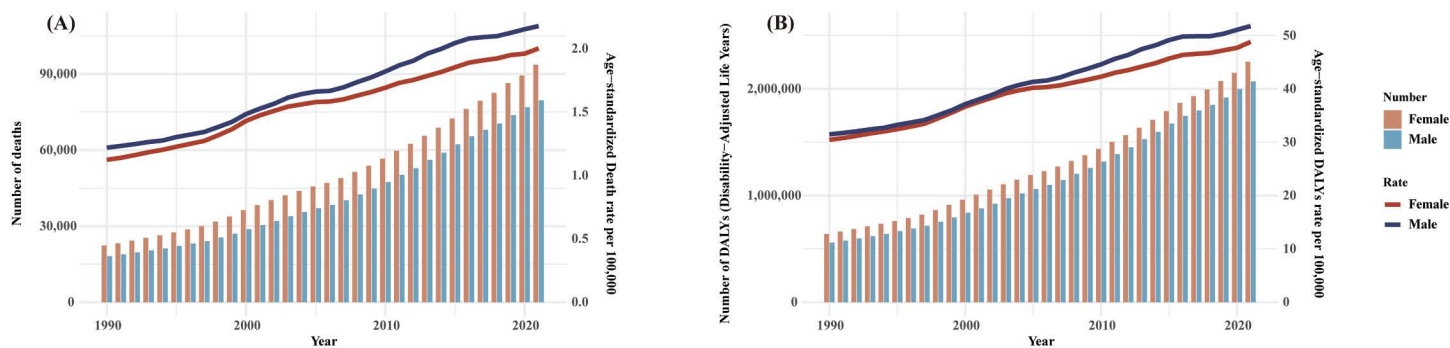 (A)
Number of deaths
90,000
60,000
30,000
0
2.0
1.5
1.0
0.5
0.0
Age−standardized Death rate per 100,000
1990
2000
2010
2020
Year
(B)
Number of DALYs (Disability−Adjusted Life Years)
2,000,000
1,000,000
0
50
40
30
20
10
0
Age−standardized DALYs rate per 100,000
1990
2000
2010
2020
Year
Number
Female
Male
Rate
Female
Male